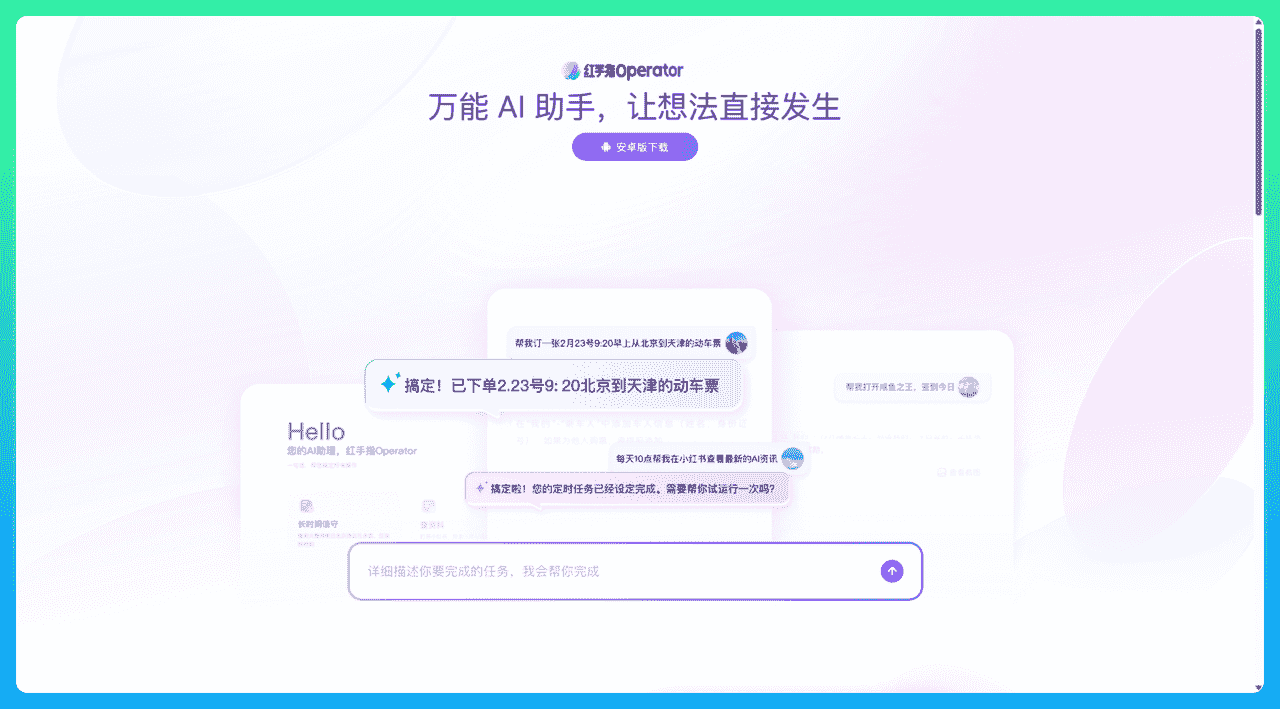 红手指Operator
万能 AI 助手，让想法直接发生
安卓版下载
帮我订一张2月23号9:20早上从北京到天津的动车票
搞定！已下单2.23号9: 20北京到天津的动车票
帮我打开咸鱼之王，签到今日
每天10点帮我在小红书查看最新的AI资讯
搞定啦！您的定时任务已经设定完成。需要帮你试运行一次吗？
Hello
您的AI助理，红手指Operator
长时间值守
详细描述你要完成的任务，我会帮你完成